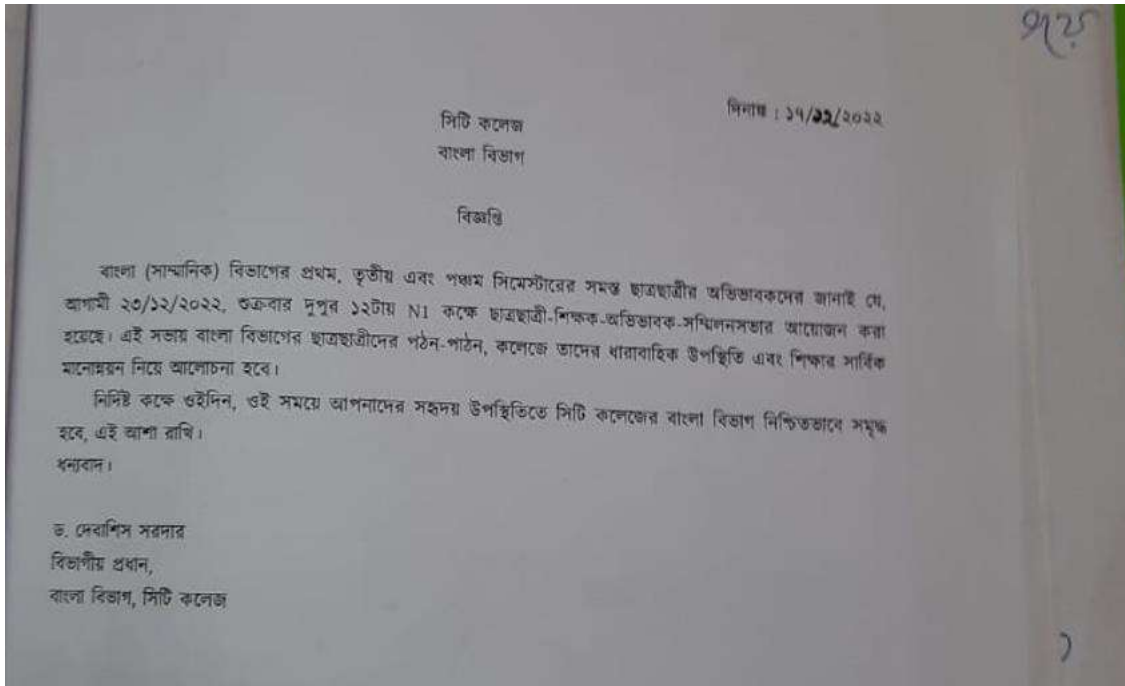 দিনাঙ্ক : ১৭/১২/২০২২
সিটি কলেজ
বাংলা বিভাগ
বিজ্ঞপ্তি
বাংলা (সাম্মানিক) বিভাগের প্রথম, তৃতীয় এবং পঞ্চম সিমেস্টারের সমস্ত ছাত্রছাত্রীর অভিভাবকদের জানাই যে,
আগামী ২৩/১২/২০২২, শুক্রবার দুপুর ১২টায় N1 কক্ষে ছাত্রছাত্রী-শিক্ষক-অভিভাবক-সম্মিলনসভার আয়োজন করা
হয়েছে। এই সভায় বাংলা বিভাগের ছাত্রছাত্রীদের পঠন-পাঠন, কলেজে তাদের ধারাবাহিক উপস্থিতি এবং শিক্ষার সার্বিক
মানোন্নয়ন নিয়ে আলোচনা হবে।
নির্দিষ্ট কক্ষে ওইদিন, ওই সময়ে আপনাদের সহৃদয় উপস্থিতিতে সিটি কলেজের বাংলা বিভাগ নিশ্চিতভাবে সমৃদ্ধ
হবে, এই আশা রাখি।
ধন্যবাদ।
ড. দেবাশিস সরদার
বিভাগীয় প্রধান,
বাংলা বিভাগ, সিটি কলেজ